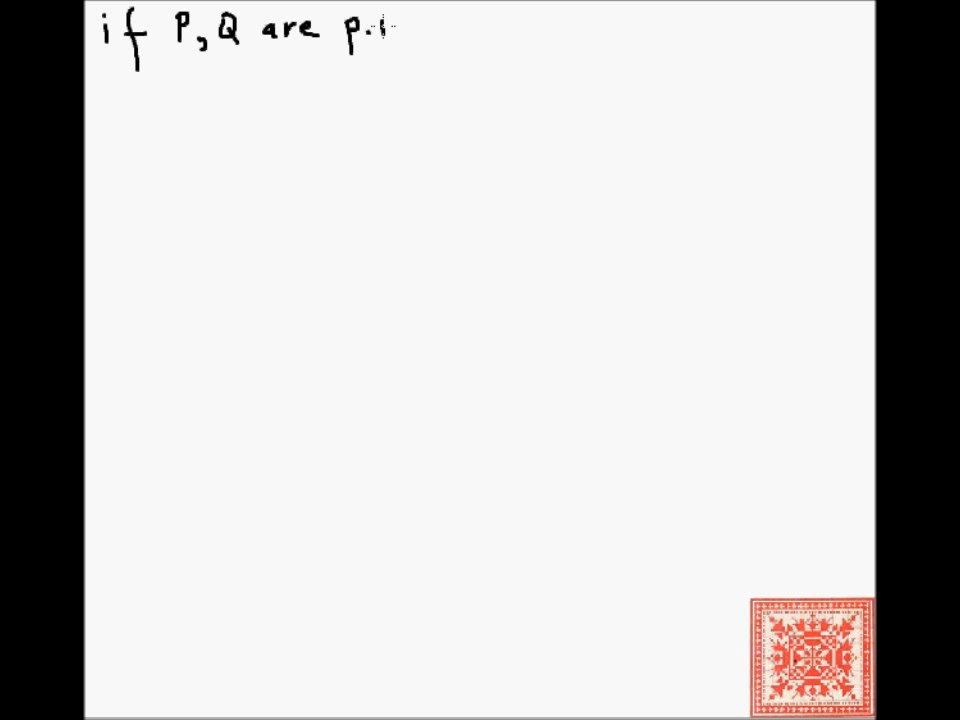 if P, Q are p.